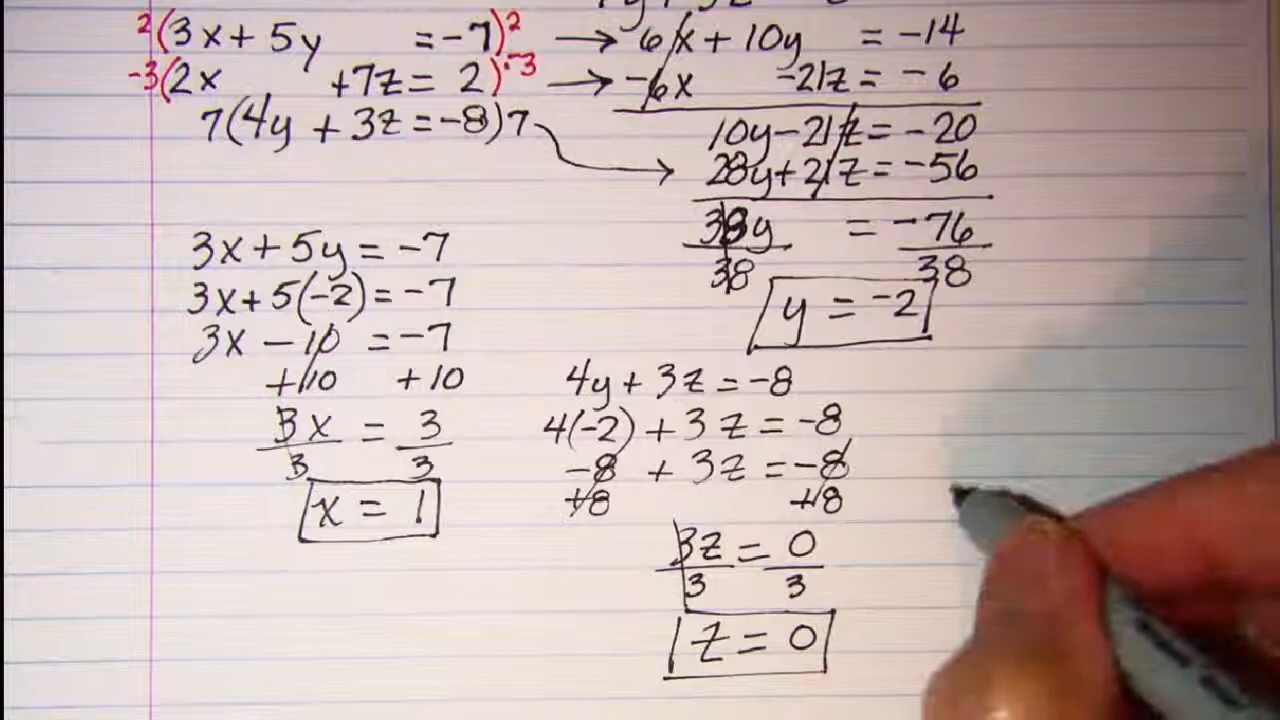 2(3x + 5y = -7)2 → 6x + 10y = -14
-3(2x + 7z = 2)·-3 → -6x -21z = -6
7(4y + 3z = -8)7 → 10y - 21z = -20
28y + 21z = -56
38y = -76
38 38
y = -2
3x + 5y = -7
3x + 5(-2) = -7
3x - 10 = -7
+10 +10
3x = 3
3 3
x = 1
4y + 3z = -8
4(-2) + 3z = -8
-8 + 3z = -8
+8 +8
3z = 0
3 3
z = 0